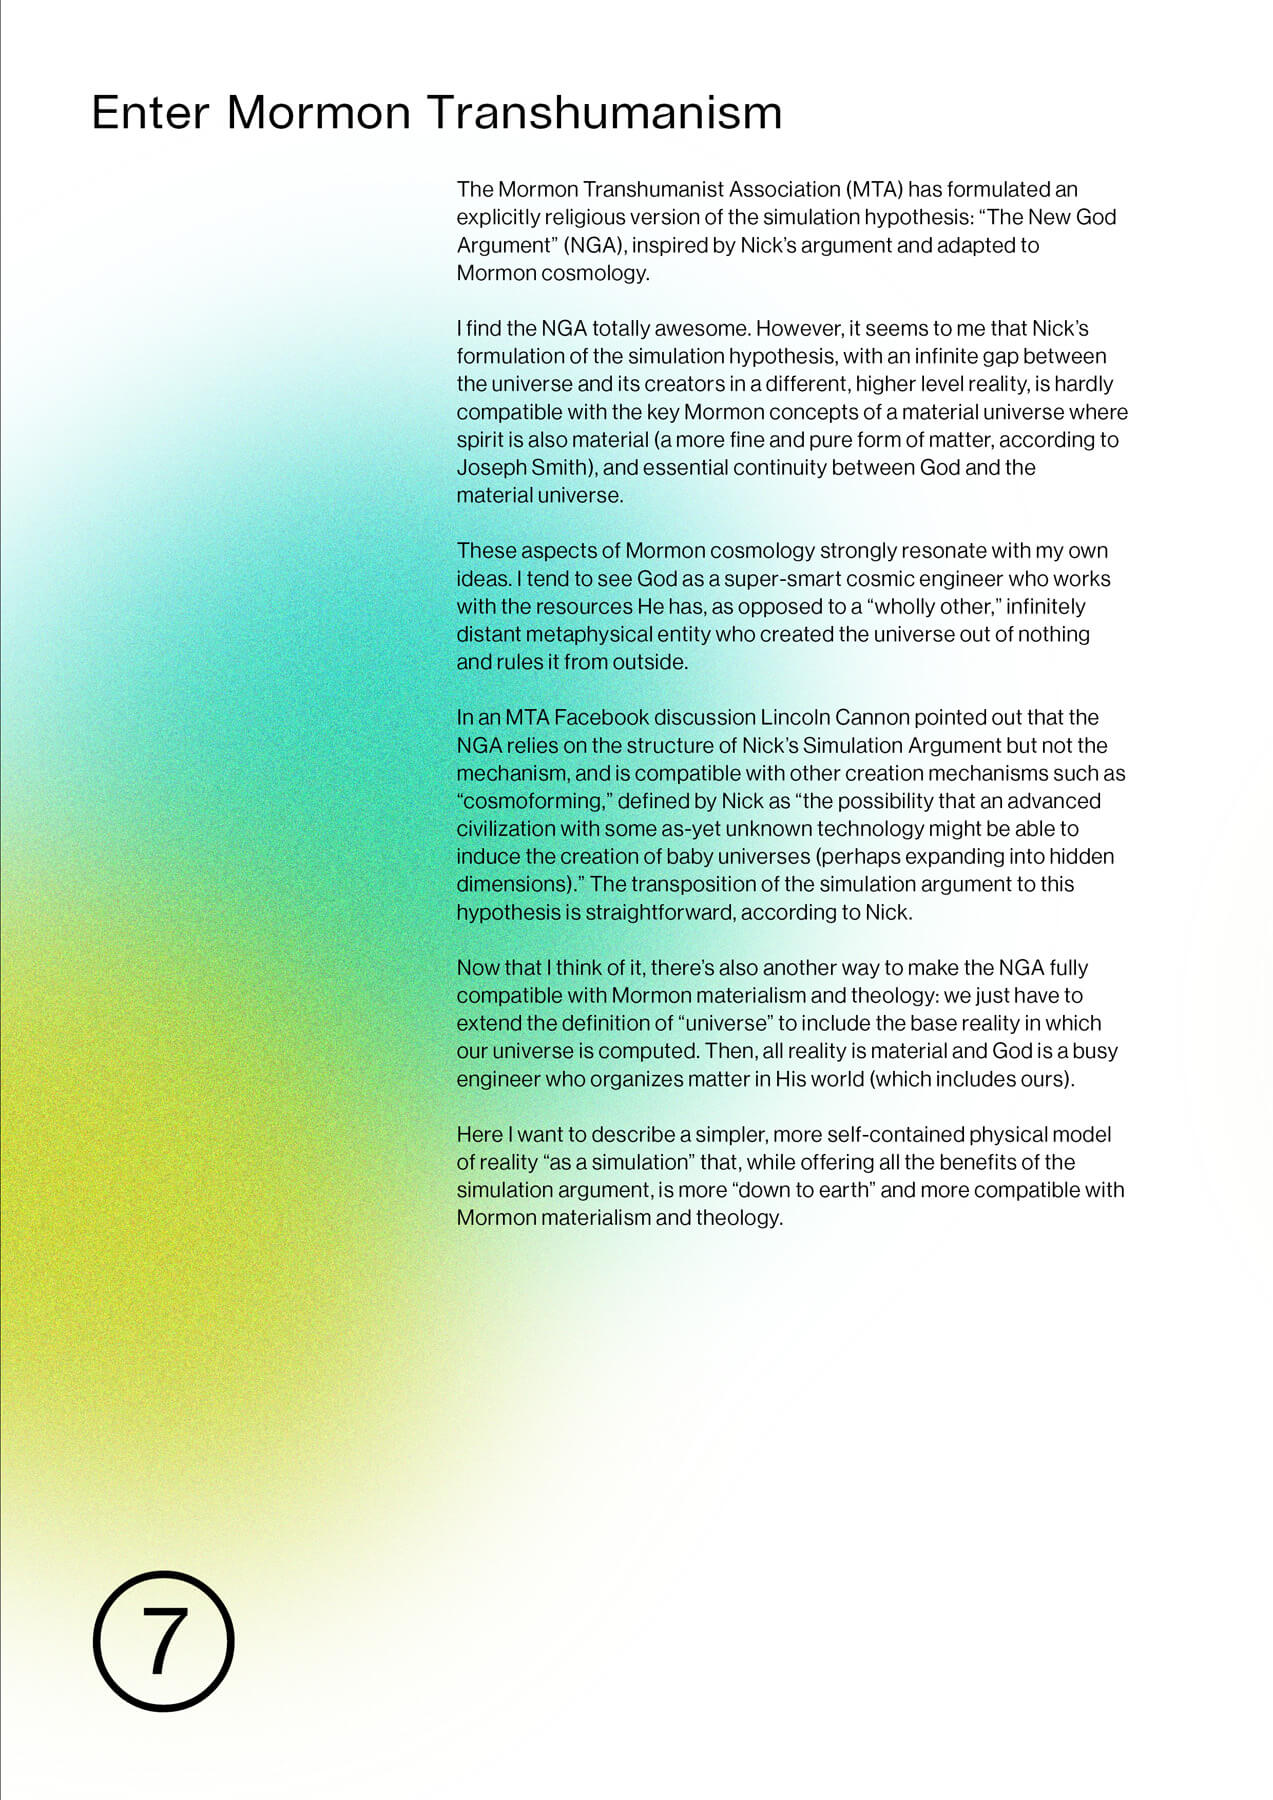 Enter Mormon Transhumanism
The Mormon Transhumanist Association (MTA) has formulated an
explicitly religious version of the simulation hypothesis: “The New God
Argument” (NGA), inspired by Nick’s argument and adapted to
Mormon cosmology.
I find the NGA totally awesome. However, it seems to me that Nick’s
formulation of the simulation hypothesis, with an infinite gap between
the universe and its creators in a different, higher level reality, is hardly
compatible with the key Mormon concepts of a material universe where
spirit is also material (a more fine and pure form of matter, according to
Joseph Smith), and essential continuity between God and the
material universe.
These aspects of Mormon cosmology strongly resonate with my own
ideas. I tend to see God as a super-smart cosmic engineer who works
with the resources He has, as opposed to a “wholly other,” infinitely
distant metaphysical entity who created the universe out of nothing
and rules it from outside.
In an MTA Facebook discussion Lincoln Cannon pointed out that the
NGA relies on the structure of Nick’s Simulation Argument but not the
mechanism, and is compatible with other creation mechanisms such as
“cosmoforming,” defined by Nick as “the possibility that an advanced
civilization with some as-yet unknown technology might be able to
induce the creation of baby universes (perhaps expanding into hidden
dimensions).” The transposition of the simulation argument to this
hypothesis is straightforward, according to Nick.
Now that I think of it, there’s also another way to make the NGA fully
compatible with Mormon materialism and theology: we just have to
extend the definition of “universe” to include the base reality in which
our universe is computed. Then, all reality is material and God is a busy
engineer who organizes matter in His world (which includes ours).
Here I want to describe a simpler, more self-contained physical model
of reality “as a simulation” that, while offering all the benefits of the
simulation argument, is more “down to earth” and more compatible with
Mormon materialism and theology.
7